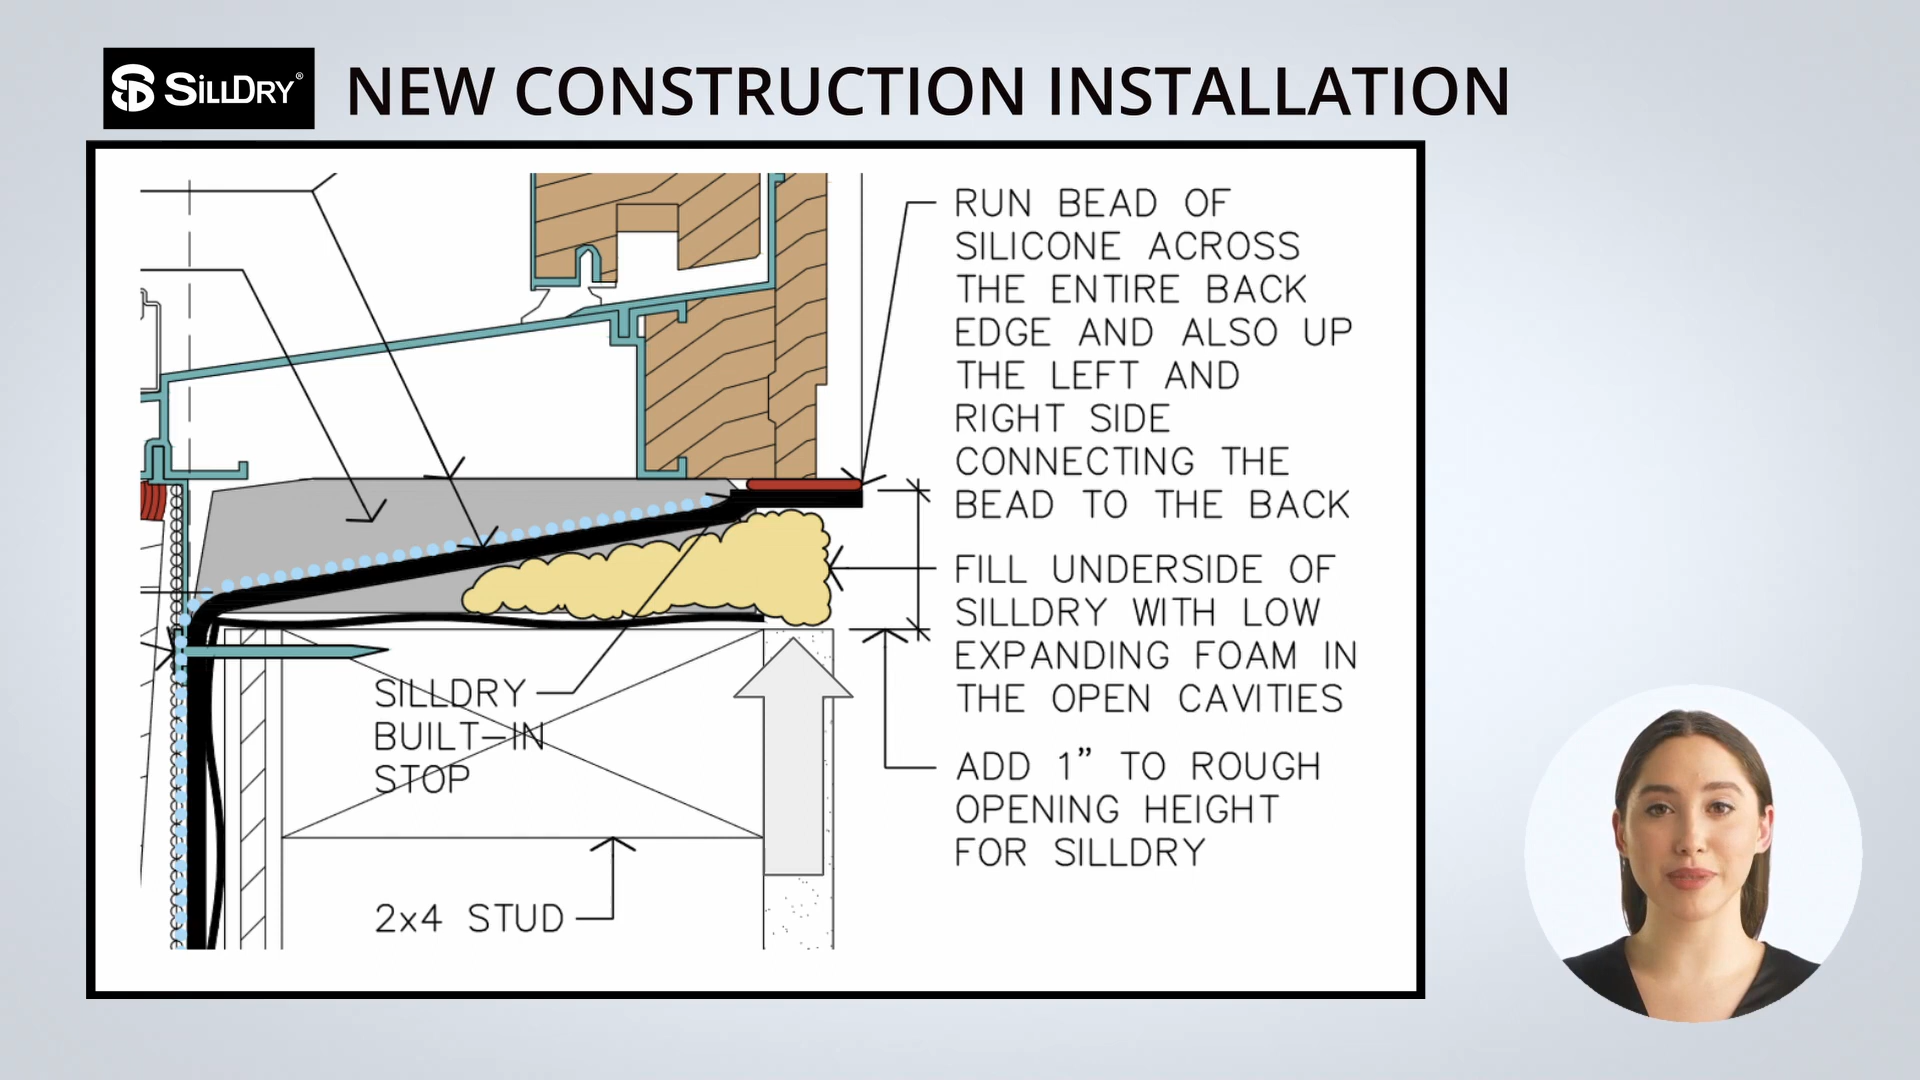 SILLDRY®
NEW CONSTRUCTION INSTALLATION
RUN BEAD OF
SILICONE ACROSS
THE ENTIRE BACK
EDGE AND ALSO UP
THE LEFT AND
RIGHT SIDE
CONNECTING THE
BEAD TO THE BACK
FILL UNDERSIDE OF
SILLDRY WITH LOW
EXPANDING FOAM IN
THE OPEN CAVITIES
ADD 1” TO ROUGH
OPENING HEIGHT
FOR SILLDRY
SILLDRY
BUILT-IN
STOP
2x4 STUD